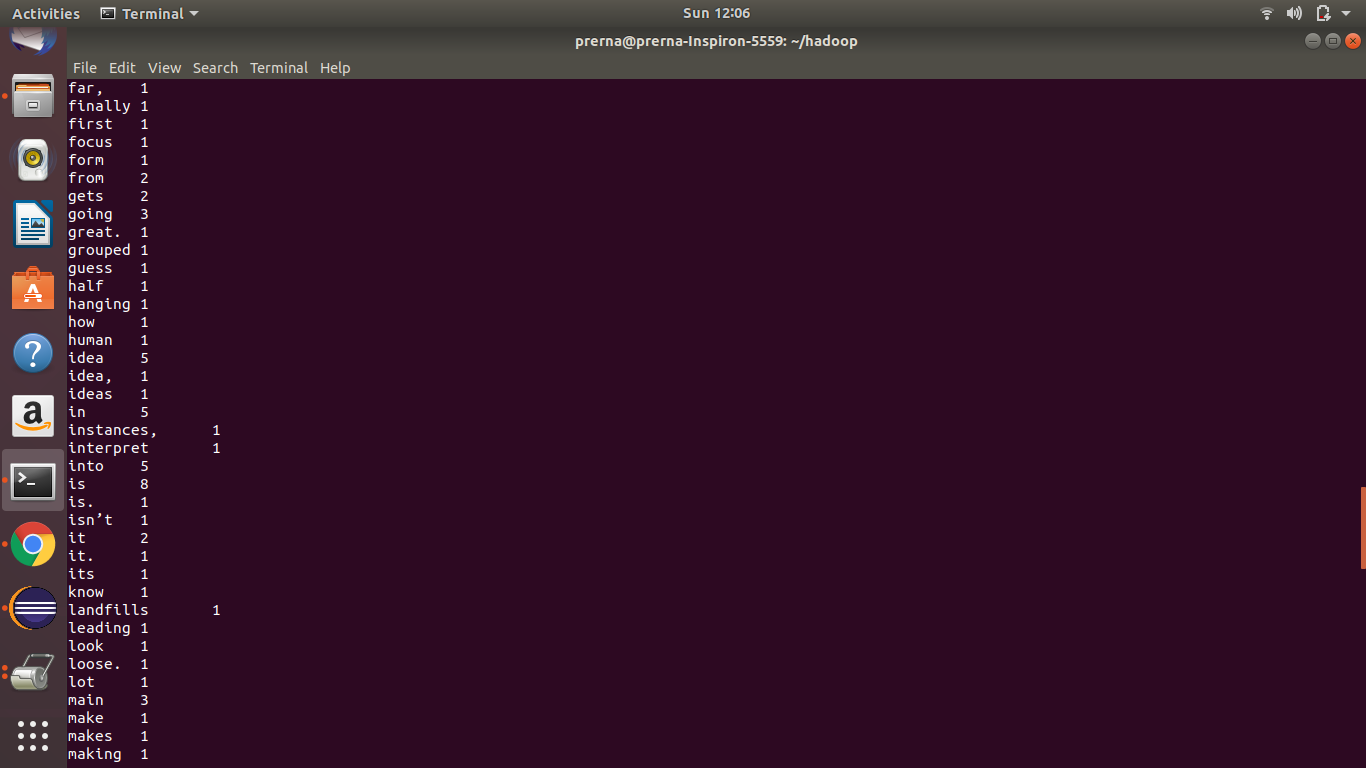 Activities Terminal Sun 12:06
prerna@prerna-Inspiron-5559: ~/hadoop
File Edit View Search Terminal Help
far, 1
finally 1
first 1
focus 1
form 1
from 2
gets 2
going 3
great. 1
grouped 1
guess 1
half 1
hanging 1
how 1
human 1
idea 5
idea, 1
ideas 1
in 5
instances, 1
interpret 1
into 5
is 8
is. 1
isn’t 1
it 2
it. 1
its 1
know 1
landfills 1
leading 1
look 1
loose. 1
lot 1
main 3
make 1
makes 1
making 1